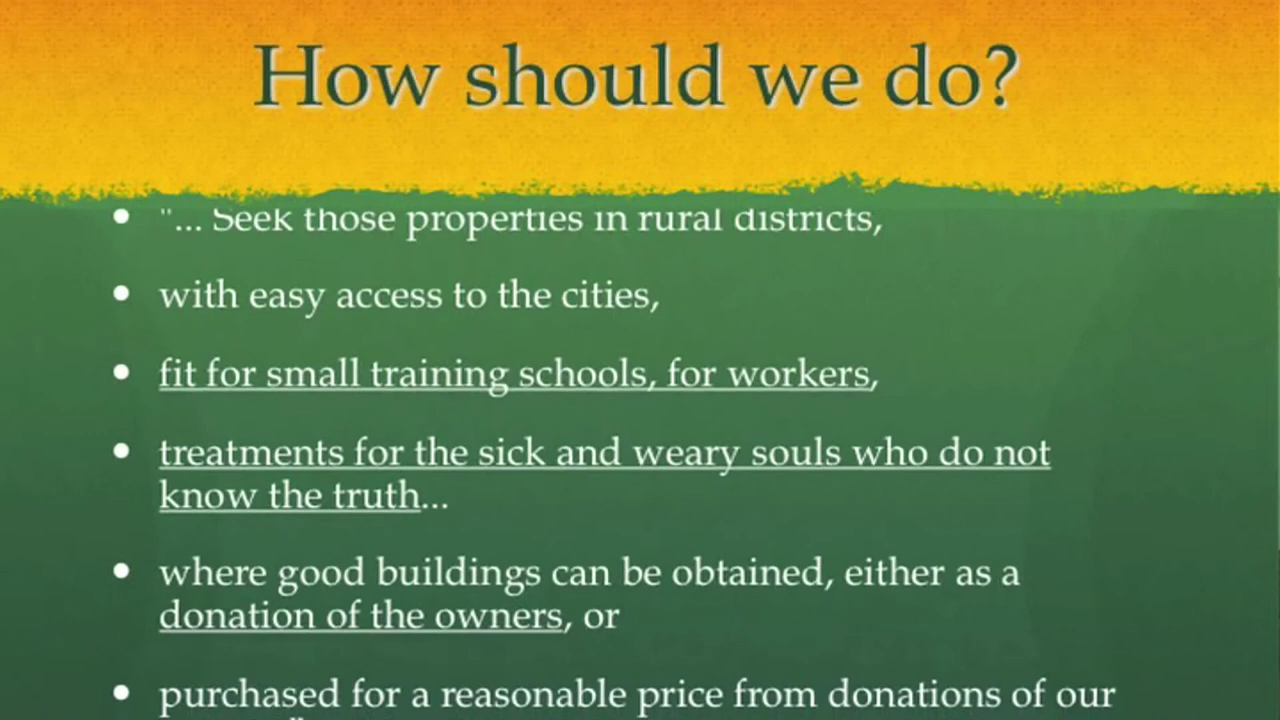 How should we do?
• "... Seek those properties in rural districts,
• with easy access to the cities,
• fit for small training schools, for workers,
• treatments for the sick and weary souls who do not
know the truth...
• where good buildings can be obtained, either as a
donation of the owners, or
• purchased for a reasonable price from donations of our